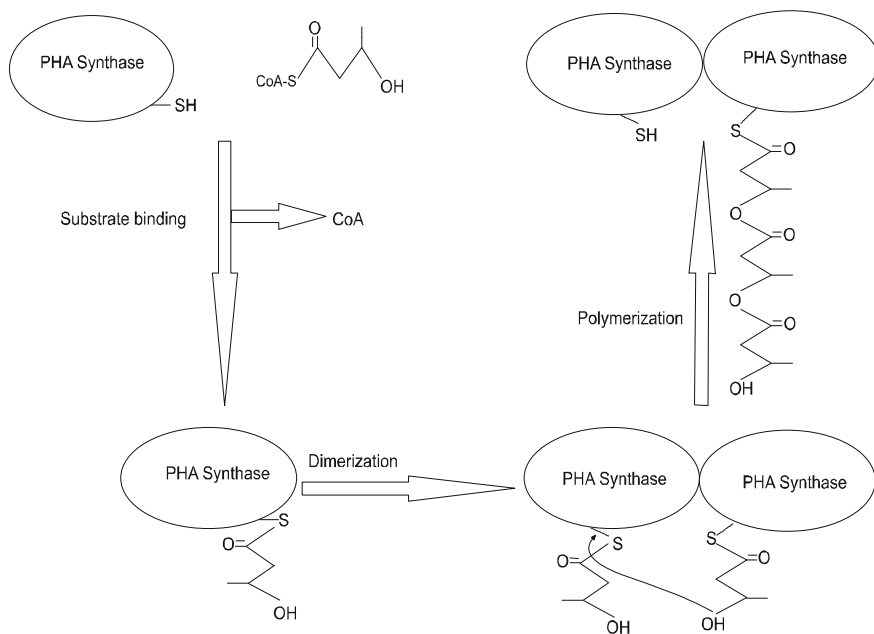 PHA Synthase
SH
O
CoA-S
OH
Substrate binding
CoA
PHA Synthase
S
O
OH
Dimerization
PHA Synthase
PHA Synthase
S
S
O
O
OH
OH
Polymerization
PHA Synthase
PHA Synthase
SH
S
O
O
O
O
O
OH